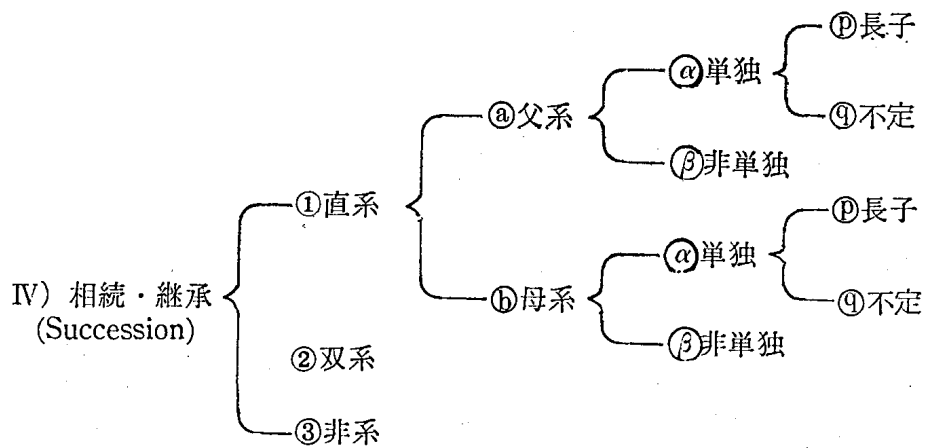 ⓟ長子
ⓐ父系 ⓐ単独
ⓠ不定
β非単独
①直系
ⓟ長子
α単独
ⓑ母系
ⓠ不定
β非単独
Ⅳ) 相続・継承
(Succession)
②双系
③非系